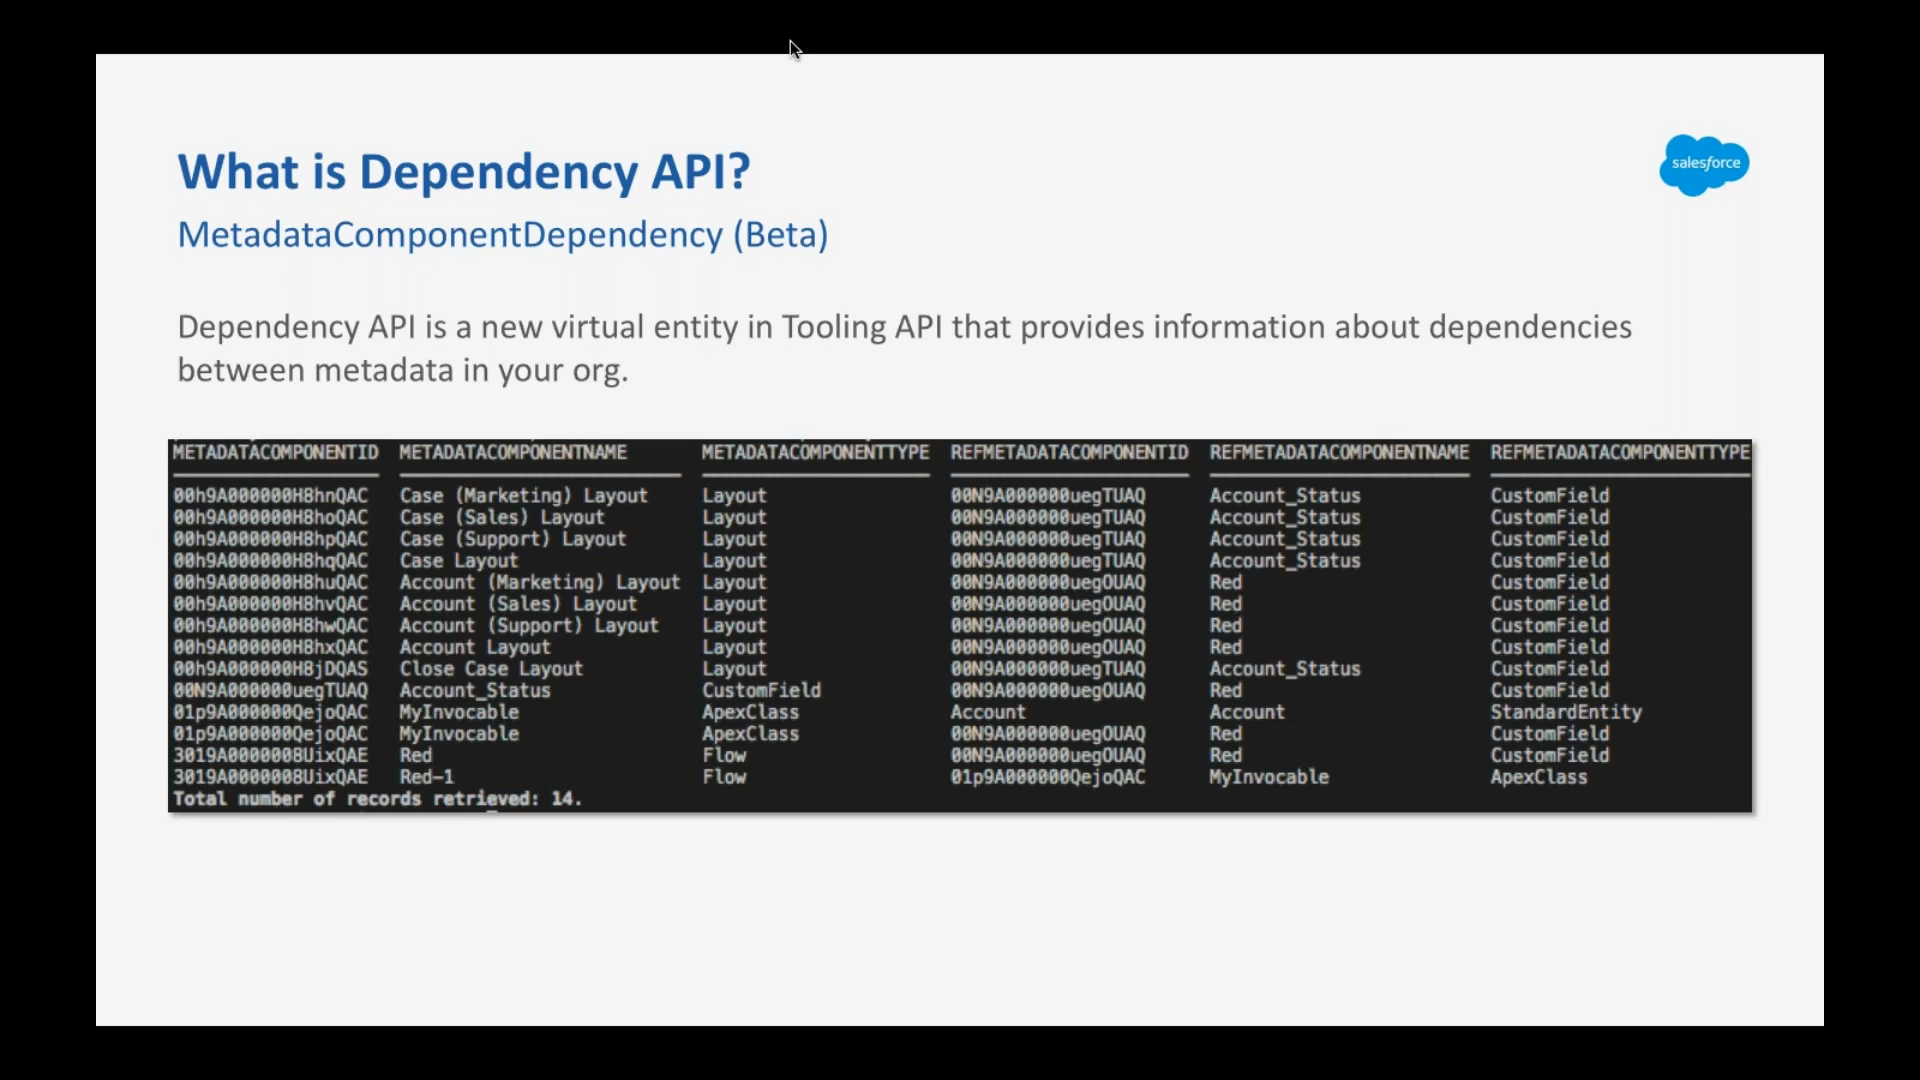 What is Dependency API?
salesforce
MetadataComponentDependency (Beta)
Dependency API is a new virtual entity in Tooling API that provides information about dependencies
between metadata in your org.
METADATACOMPONENTID METADATACOMPONENTNAME METADATACOMPONENTTYPE REFMETADATACOMPONENTID REFMETADATACOMPONENTNAME REFMETADATACOMPONENTTYPE
00h9A000000H8hnQAC Case (Marketing) Layout Layout 00N9A000000uegTUAQ Account_Status CustomField
00h9A000000H8hoQAC Case (Sales) Layout Layout 00N9A000000uegTUAQ Account_Status CustomField
00h9A000000H8hpQAC Case (Support) Layout Layout 00N9A000000uegTUAQ Account_Status CustomField
00h9A000000H8hqQAC Case Layout Layout 00N9A000000uegTUAQ Account_Status CustomField
00h9A000000H8huQAC Account (Marketing) Layout Layout 00N9A000000uegOUAQ Red CustomField
00h9A000000H8hvQAC Account (Sales) Layout Layout 00N9A000000uegOUAQ Red CustomField
00h9A000000H8hwQAC Account (Support) Layout Layout 00N9A000000uegOUAQ Red CustomField
00h9A000000H8hxQAC Account Layout Layout 00N9A000000uegOUAQ Red CustomField
00h9A000000H8jDQAS Close Case Layout Layout 00N9A000000uegTUAQ Account_Status CustomField
00N9A000000uegTUAQ Account_Status CustomField 00N9A000000uegOUAQ Red CustomField
01p9A000000QejoQAC MyInvocable ApexClass Account Account StandardEntity
01p9A000000QejoQAC MyInvocable ApexClass 00N9A000000uegOUAQ Red CustomField
3019A0000008UixQAE Red Flow 00N9A000000uegOUAQ Red CustomField
3019A0000008UixQAE Red-1 Flow 01p9A000000QejoQAC MyInvocable ApexClass
Total number of records retrieved: 14.